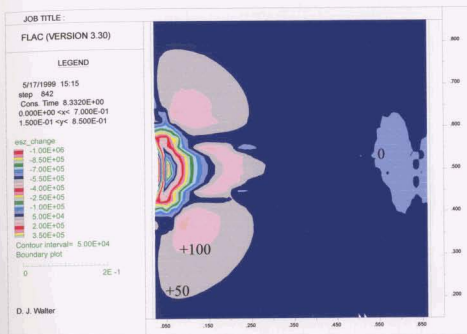 JOB TITLE :
FLAC (VERSION 3.30)
LEGEND
5/17/1999 15:15
step 842
Cons. Time 8.3320E+00
0.000E+00 <x< 7.000E-01
1.500E-01 <y< 8.500E-01
esz_change
-1.00E+06
-8.50E+05
-7.00E+05
-5.50E+05
-4.00E+05
-2.50E+05
-1.00E+05
5.00E+04
2.00E+05
3.50E+05
Contour interval= 5.00E+04
Boundary plot
0 2E -1
D. J. Walter
0
+100
+50
.800
.700
.600
.500
.400
.300
.200
.050 .150 .250 .350 .450 .550 .650